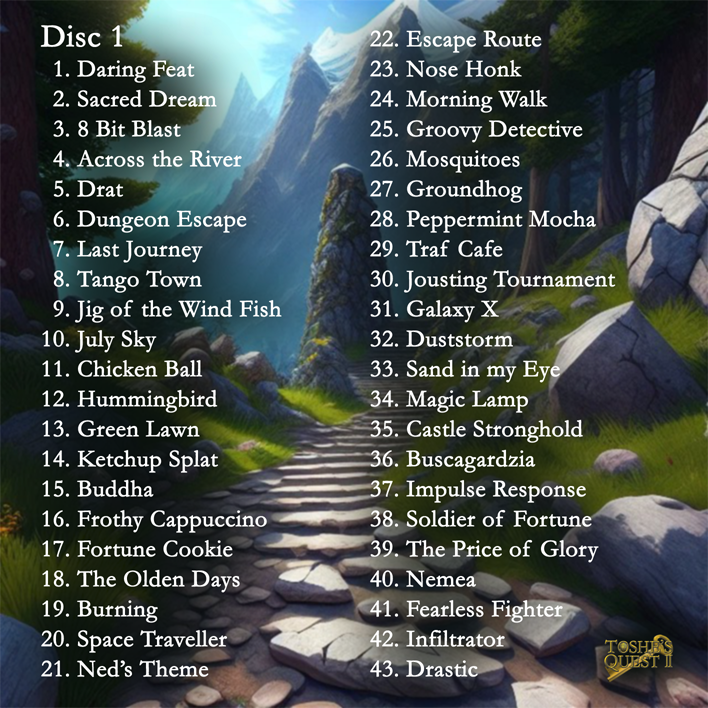 Disc 1
1. Daring Feat
2. Sacred Dream
3. 8 Bit Blast
4. Across the River
5. Drat
6. Dungeon Escape
7. Last Journey
8. Tango Town
9. Jig of the Wind Fish
10. July Sky
11. Chicken Ball
12. Hummingbird
13. Green Lawn
14. Ketchup Splat
15. Buddha
16. Frothy Cappuccino
17. Fortune Cookie
18. The Olden Days
19. Burning
20. Space Traveller
21. Ned's Theme
22. Escape Route
23. Nose Honk
24. Morning Walk
25. Groovy Detective
26. Mosquitoes
27. Groundhog
28. Peppermint Mocha
29. Traf Cafe
30. Jousting Tournament
31. Galaxy X
32. Duststorm
33. Sand in my Eye
34. Magic Lamp
35. Castle Stronghold
36. Buscagardzia
37. Impulse Response
38. Soldier of Fortune
39. The Price of Glory
40. Nemea
41. Fearless Fighter
42. Infiltrator
43. Drastic
TOSHE'S
QUEST II